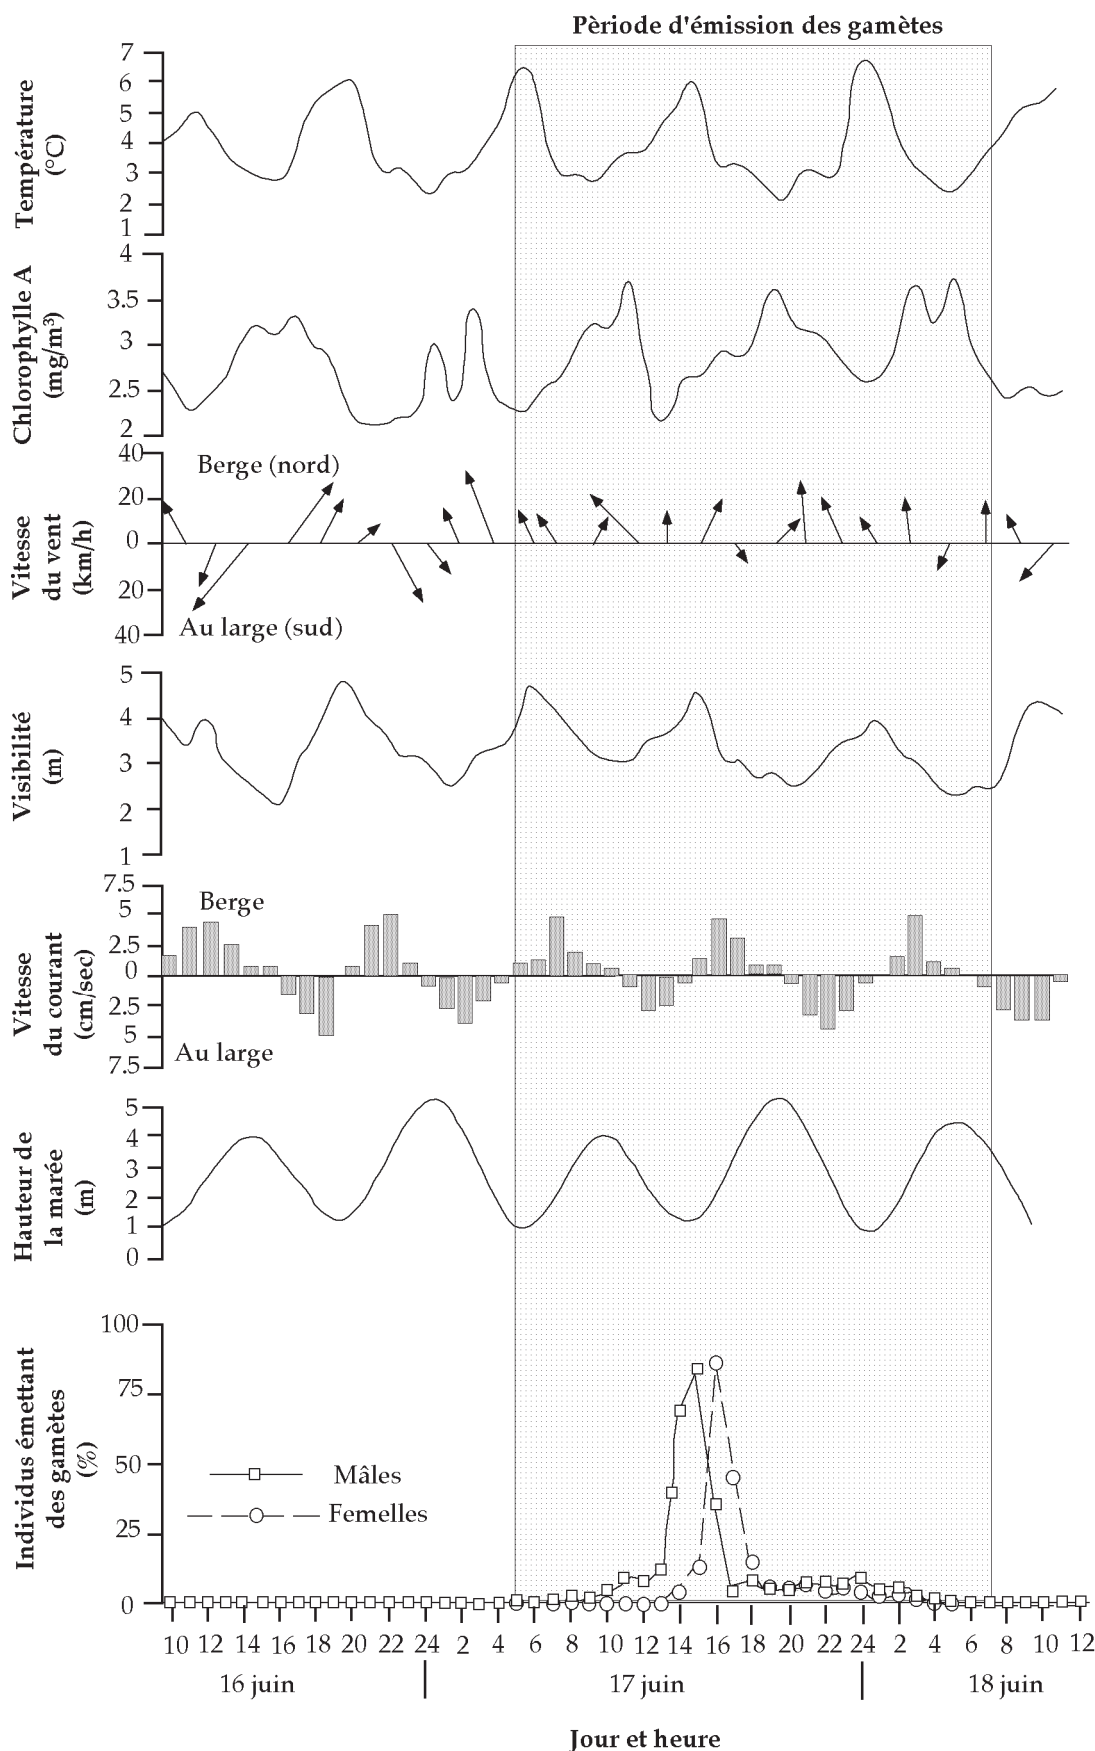 Pèriode d'émission des gamètes
Température
(°C)
7
6
5
4
3
2
1
Chlorophylle A
(mg/m³)
4
3.5
3
2.5
2
Vitesse
du vent
(km/h)
40
20
0
20
40
Berge (nord)
Au large (sud)
Visibilité
(m)
5
4
3
2
1
Vitesse
du courant
(cm/sec)
7.5
5
2.5
0
2.5
5
7.5
Berge
Au large
Hauteur de
la marée
(m)
5
4
3
2
1
0
Individus émettant
des gamètes
(%)
100
75
50
25
0
Mâles
Femelles
10 12 14 16 18 20 22 24 2 4 6 8 10 12 14 16 18 20 22 24 2 4 6 8 10 12
16 juin 17 juin 18 juin
Jour et heure